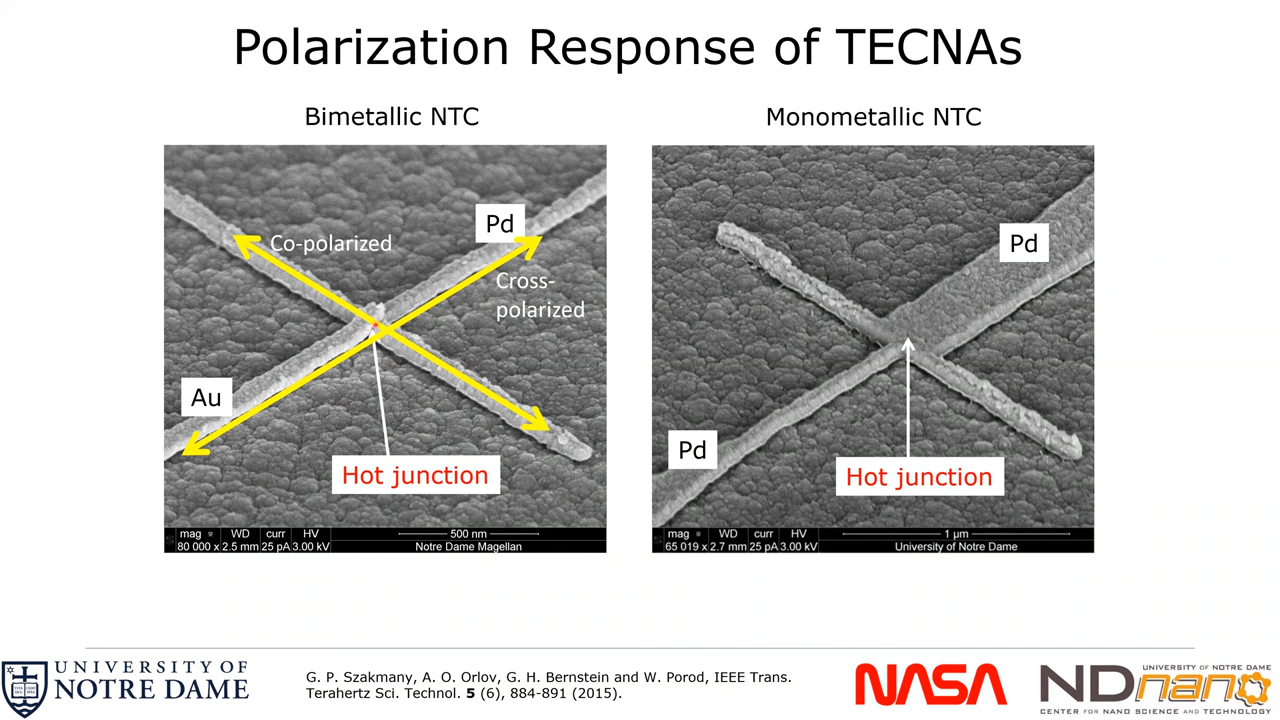 Polarization Response of TECNAs
Bimetallic NTC
Monometallic NTC
Pd
Co-polarized
Cross-
polarized
Au
Hot junction
mag WD curr HV 500 nm
80 000 x 2.5 mm 25 pA 3.00 kV Notre Dame Magellan
Pd
Pd
Hot junction
mag WD curr HV 1 µm
65 019 x 2.7 mm 25 pA 3.00 kV University of Notre Dame
UNIVERSITY OF
NOTRE DAME
G. P. Szakmany, A. O. Orlov, G. H. Bernstein and W. Porod, IEEE Trans.
Terahertz Sci. Technol. 5 (6), 884-891 (2015).
NASA
UNIVERSITY OF NOTRE DAME
NDnano
CENTER FOR NANO SCIENCE AND TECHNOLOGY